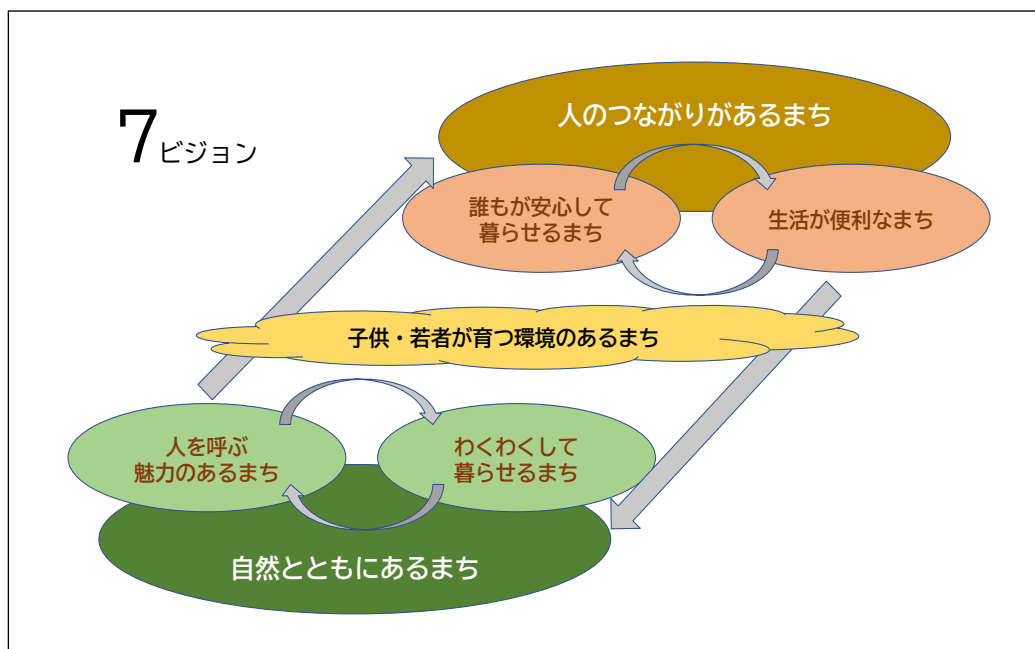 7ビジョン
人のつながりがあるまち
誰もが安心して
暮らせるまち
生活が便利なまち
子供・若者が育つ環境のあるまち
人を呼ぶ
魅力のあるまち
わくわくして
暮らせるまち
自然とともにあるまち